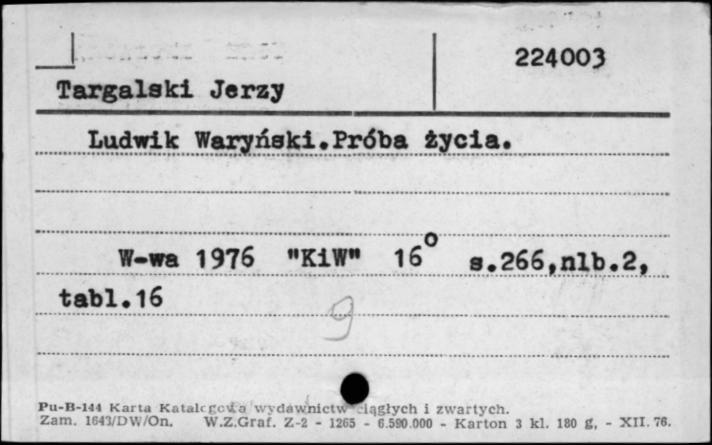 224003
Targalski Jerzy
Ludwik Waryński.Próba życia.
W-wa 1976 "KiW" 16° s.266,nlb.2,
tabl.16
9
Pu-B-144 Karta Katalogowa wydawnictw ciągłych i zwartych.
Zam. 1643/DW/On. W.Z.Graf. Z-2 - 1265 - 6.590.000 - Karton 3 kl. 180 g, - XII. 76.